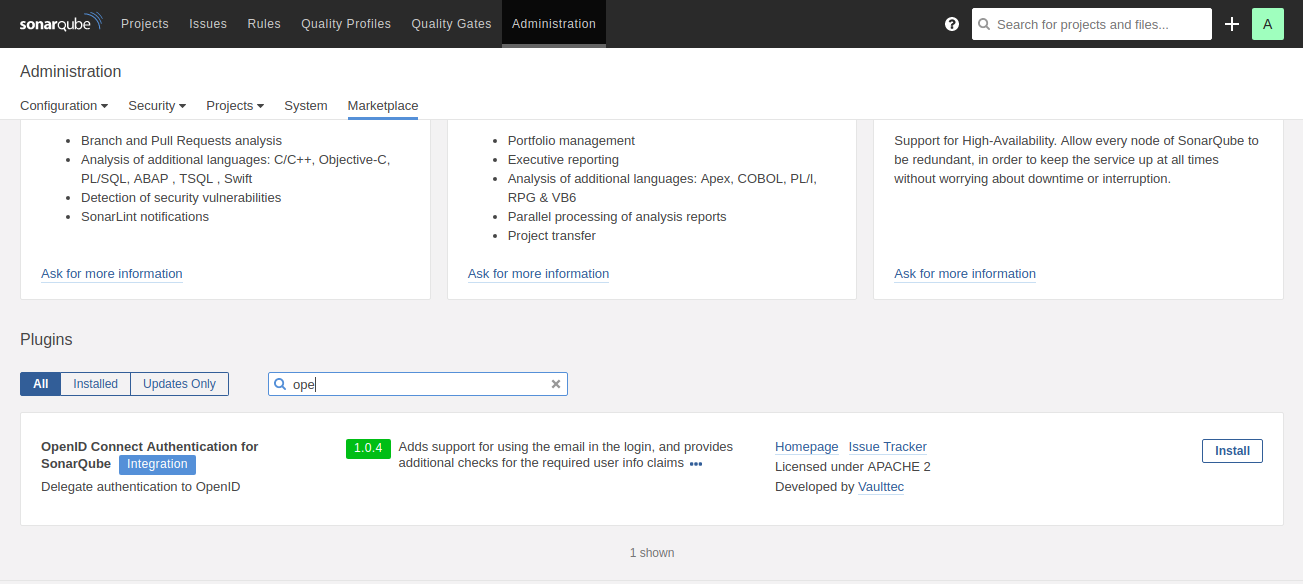 sonarqube Projects Issues Rules Quality Profiles Quality Gates Administration Search for projects and files... A
Administration
Configuration Security Projects System Marketplace
Branch and Pull Requests analysis
Analysis of additional languages: C/C++, Objective-C,
PL/SQL, ABAP , TSQL , Swift
Detection of security vulnerabilities
SonarLint notifications
Ask for more information
Portfolio management
Executive reporting
Analysis of additional languages: Apex, COBOL, PL/I,
RPG & VB6
Parallel processing of analysis reports
Project transfer
Ask for more information
Support for High-Availability. Allow every node of SonarQube to
be redundant, in order to keep the service up at all times
without worrying about downtime or interruption.
Ask for more information
Plugins
All Installed Updates Only ope
OpenID Connect Authentication for
SonarQube Integration
Delegate authentication to OpenID
1.0.4 Adds support for using the email in the login, and provides
additional checks for the required user info claims •••
Homepage Issue Tracker
Licensed under APACHE 2
Developed by Vaulttec
Install
1 shown